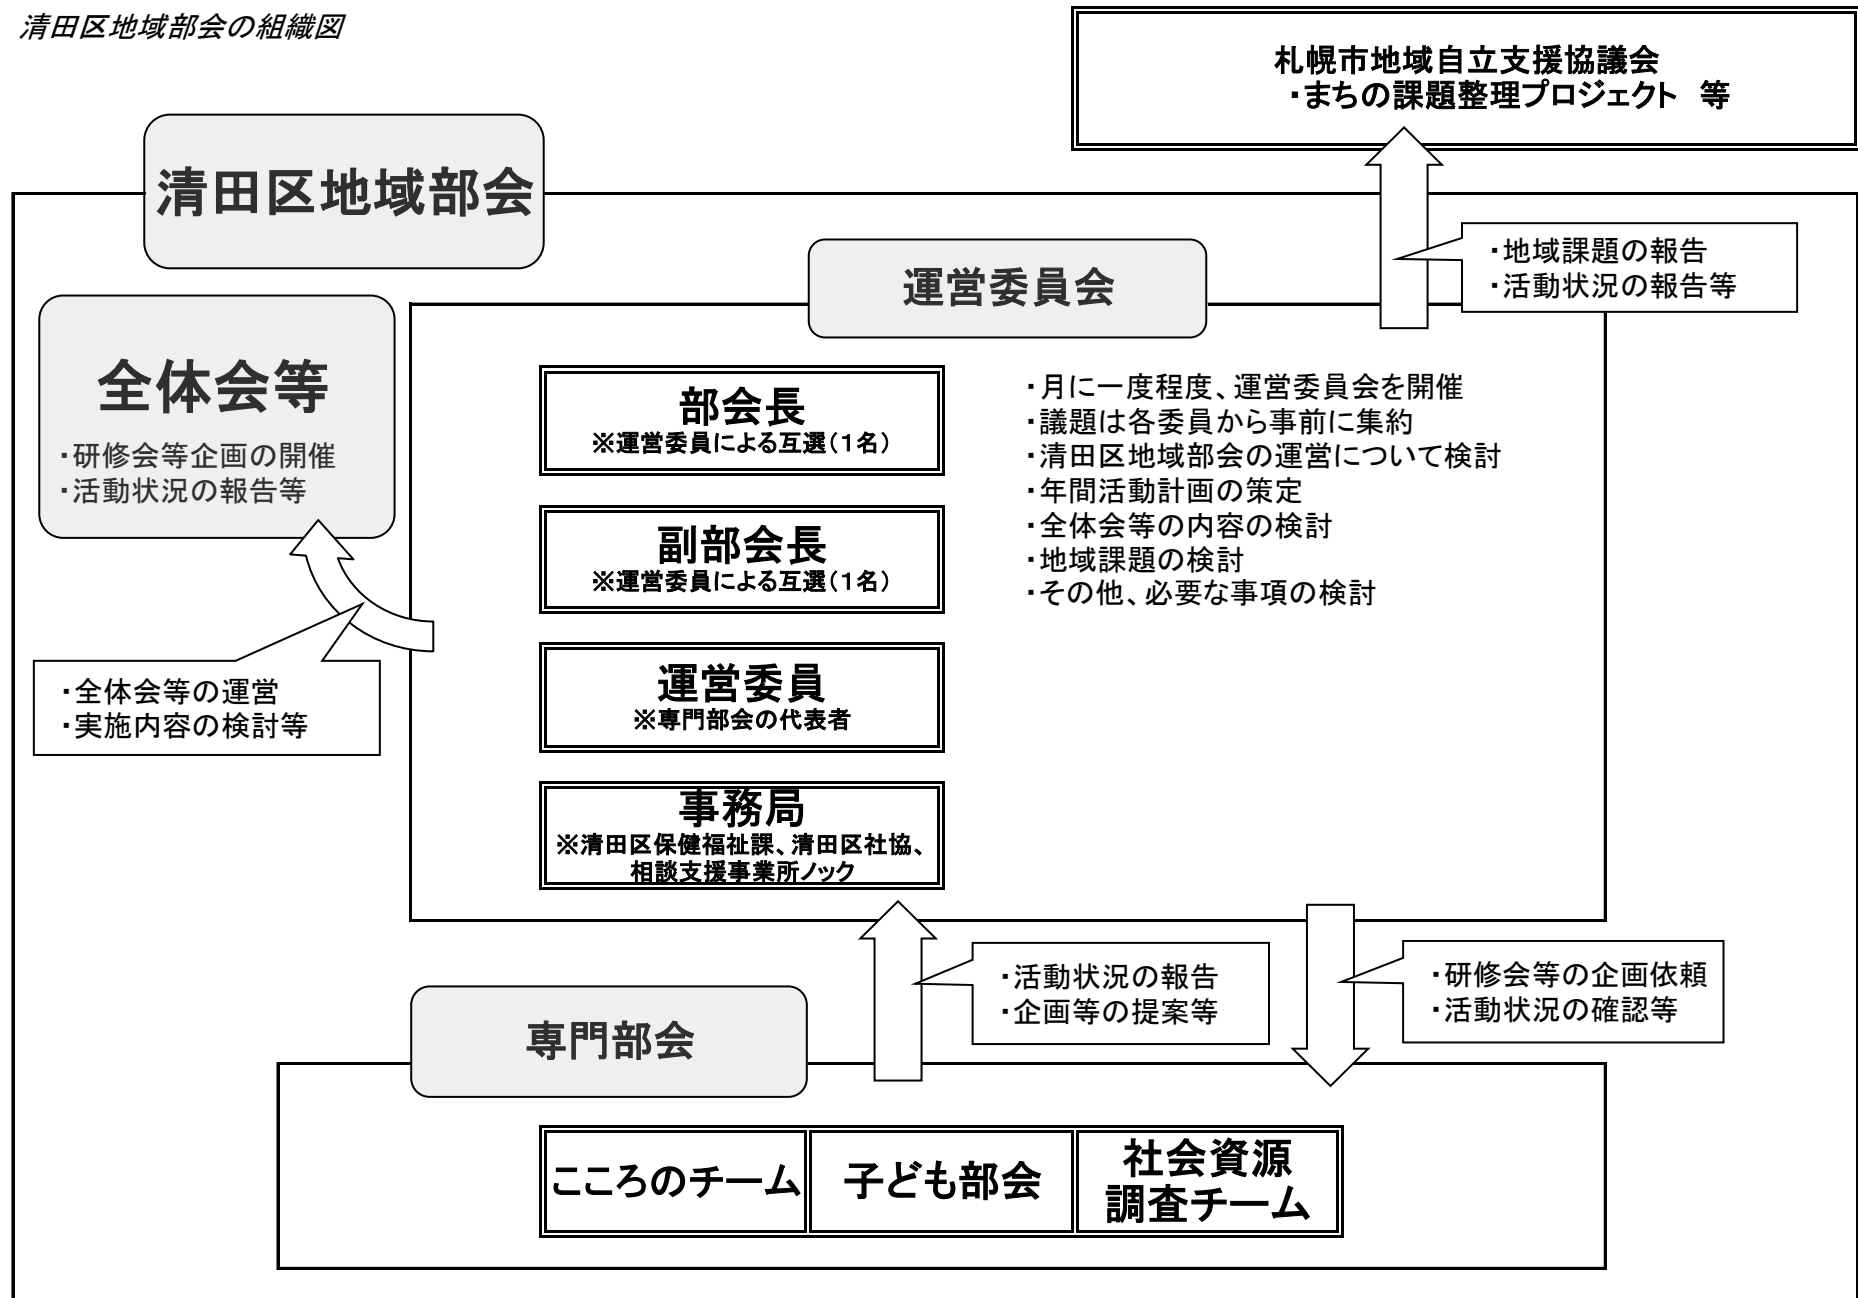 清田区地域部会の組織図
札幌市地域自立支援協議会
・まちの課題整理プロジェクト　等
清田区地域部会
運営委員会
・地域課題の報告
・活動状況の報告等
全体会等
・研修会等企画の開催
・活動状況の報告等
部会長
※運営委員による互選（１名）
副部会長
※運営委員による互選（１名）
運営委員
※専門部会の代表者
事務局
※清田区保健福祉課、清田区社協、
相談支援事業所ノック
・月に一度程度、運営委員会を開催
・議題は各委員から事前に集約
・清田区地域部会の運営について検討
・年間活動計画の策定
・全体会等の内容の検討
・地域課題の検討
・その他、必要な事項の検討
・全体会等の運営
・実施内容の検討等
・活動状況の報告
・企画等の提案等
・研修会等の企画依頼
・活動状況の確認等
専門部会
こころのチーム
子ども部会
社会資源
調査チーム